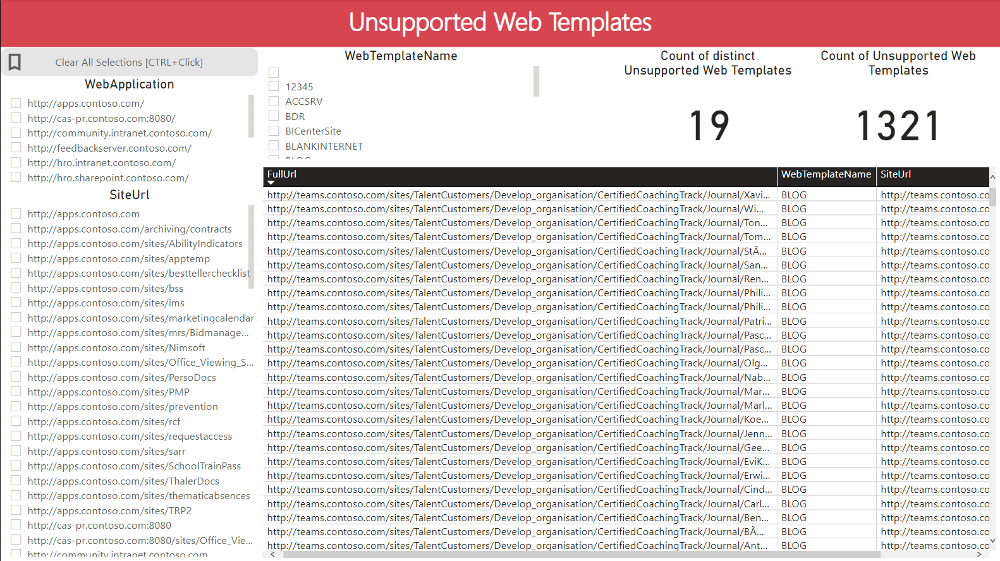 Unsupported Web Templates
Clear All Selections [CTRL+Click]
WebApplication
http://apps.contoso.com/
http://cas-pr.contoso.com:8080/
http://community.intranet.contoso.com/
http://feedbackserver.contoso.com/
http://hro.intranet.contoso.com/
http://hro.sharepoint.contoso.com/
SiteUrl
http://apps.contoso.com
http://apps.contoso.com/archiving/contracts
http://apps.contoso.com/sites/AbilityIndicators
http://apps.contoso.com/sites/apptemp
http://apps.contoso.com/sites/besttellerchecklist
http://apps.contoso.com/sites/bss
http://apps.contoso.com/sites/ims
http://apps.contoso.com/sites/marketingcalendar
http://apps.contoso.com/sites/mrs/Bidmanage...
http://apps.contoso.com/sites/Nimsoft
http://apps.contoso.com/sites/Office_Viewing_S...
http://apps.contoso.com/sites/PersoDocs
http://apps.contoso.com/sites/PMP
http://apps.contoso.com/sites/prevention
http://apps.contoso.com/sites/rcf
http://apps.contoso.com/sites/requestaccess
http://apps.contoso.com/sites/sarr
http://apps.contoso.com/sites/SchoolTrainPass
http://apps.contoso.com/sites/ThalerDocs
http://apps.contoso.com/sites/thematicabsences
http://apps.contoso.com/sites/TRP2
http://cas-pr.contoso.com:8080
http://cas-pr.contoso.com:8080/sites/Office_Vie...
http://community.intranet.contoso.com
WebTemplateName
12345
ACCSRV
BDR
BICenterSite
BLANKINTERNET
BLOG
Count of distinct
Unsupported Web Templates
19
Count of Unsupported Web
Templates
1321
FullUrl WebTemplateName SiteUrl
http://teams.contoso.com/sites/TalentCustomers/Develop_organisation/CertifiedCoachingTrack/Journal/Xavi... BLOG http://teams.contoso.co
http://teams.contoso.com/sites/TalentCustomers/Develop_organisation/CertifiedCoachingTrack/Journal/Wi... BLOG http://teams.contoso.co
http://teams.contoso.com/sites/TalentCustomers/Develop_organisation/CertifiedCoachingTrack/Journal/Ton... BLOG http://teams.contoso.co
http://teams.contoso.com/sites/TalentCustomers/Develop_organisation/CertifiedCoachingTrack/Journal/Tom... BLOG http://teams.contoso.co
http://teams.contoso.com/sites/TalentCustomers/Develop_organisation/CertifiedCoachingTrack/Journal/StÃ... BLOG http://teams.contoso.co
http://teams.contoso.com/sites/TalentCustomers/Develop_organisation/CertifiedCoachingTrack/Journal/San... BLOG http://teams.contoso.co
http://teams.contoso.com/sites/TalentCustomers/Develop_organisation/CertifiedCoachingTrack/Journal/Ren... BLOG http://teams.contoso.co
http://teams.contoso.com/sites/TalentCustomers/Develop_organisation/CertifiedCoachingTrack/Journal/Phili... BLOG http://teams.contoso.co
http://teams.contoso.com/sites/TalentCustomers/Develop_organisation/CertifiedCoachingTrack/Journal/Phili... BLOG http://teams.contoso.co
http://teams.contoso.com/sites/TalentCustomers/Develop_organisation/CertifiedCoachingTrack/Journal/Patri... BLOG http://teams.contoso.co
http://teams.contoso.com/sites/TalentCustomers/Develop_organisation/CertifiedCoachingTrack/Journal/Pasc... BLOG http://teams.contoso.co
http://teams.contoso.com/sites/TalentCustomers/Develop_organisation/CertifiedCoachingTrack/Journal/Pasc... BLOG http://teams.contoso.co
http://teams.contoso.com/sites/TalentCustomers/Develop_organisation/CertifiedCoachingTrack/Journal/Olg... BLOG http://teams.contoso.co
http://teams.contoso.com/sites/TalentCustomers/Develop_organisation/CertifiedCoachingTrack/Journal/Nab... BLOG http://teams.contoso.co
http://teams.contoso.com/sites/TalentCustomers/Develop_organisation/CertifiedCoachingTrack/Journal/Mar... BLOG http://teams.contoso.co
http://teams.contoso.com/sites/TalentCustomers/Develop_organisation/CertifiedCoachingTrack/Journal/Marl... BLOG http://teams.contoso.co
http://teams.contoso.com/sites/TalentCustomers/Develop_organisation/CertifiedCoachingTrack/Journal/Koe... BLOG http://teams.contoso.co
http://teams.contoso.com/sites/TalentCustomers/Develop_organisation/CertifiedCoachingTrack/Journal/Jenn... BLOG http://teams.contoso.co
http://teams.contoso.com/sites/TalentCustomers/Develop_organisation/CertifiedCoachingTrack/Journal/Gee... BLOG http://teams.contoso.co
http://teams.contoso.com/sites/TalentCustomers/Develop_organisation/CertifiedCoachingTrack/Journal/EviK... BLOG http://teams.contoso.co
http://teams.contoso.com/sites/TalentCustomers/Develop_organisation/CertifiedCoachingTrack/Journal/Erwi... BLOG http://teams.contoso.co
http://teams.contoso.com/sites/TalentCustomers/Develop_organisation/CertifiedCoachingTrack/Journal/Cind... BLOG http://teams.contoso.co
http://teams.contoso.com/sites/TalentCustomers/Develop_organisation/CertifiedCoachingTrack/Journal/Carl... BLOG http://teams.contoso.co
http://teams.contoso.com/sites/TalentCustomers/Develop_organisation/CertifiedCoachingTrack/Journal/Ben... BLOG http://teams.contoso.co
http://teams.contoso.com/sites/TalentCustomers/Develop_organisation/CertifiedCoachingTrack/Journal/BÃ... BLOG http://teams.contoso.co
http://teams.contoso.com/sites/TalentCustomers/Develop_organisation/CertifiedCoachingTrack/Journal/Ant... BLOG http://teams.contoso.co